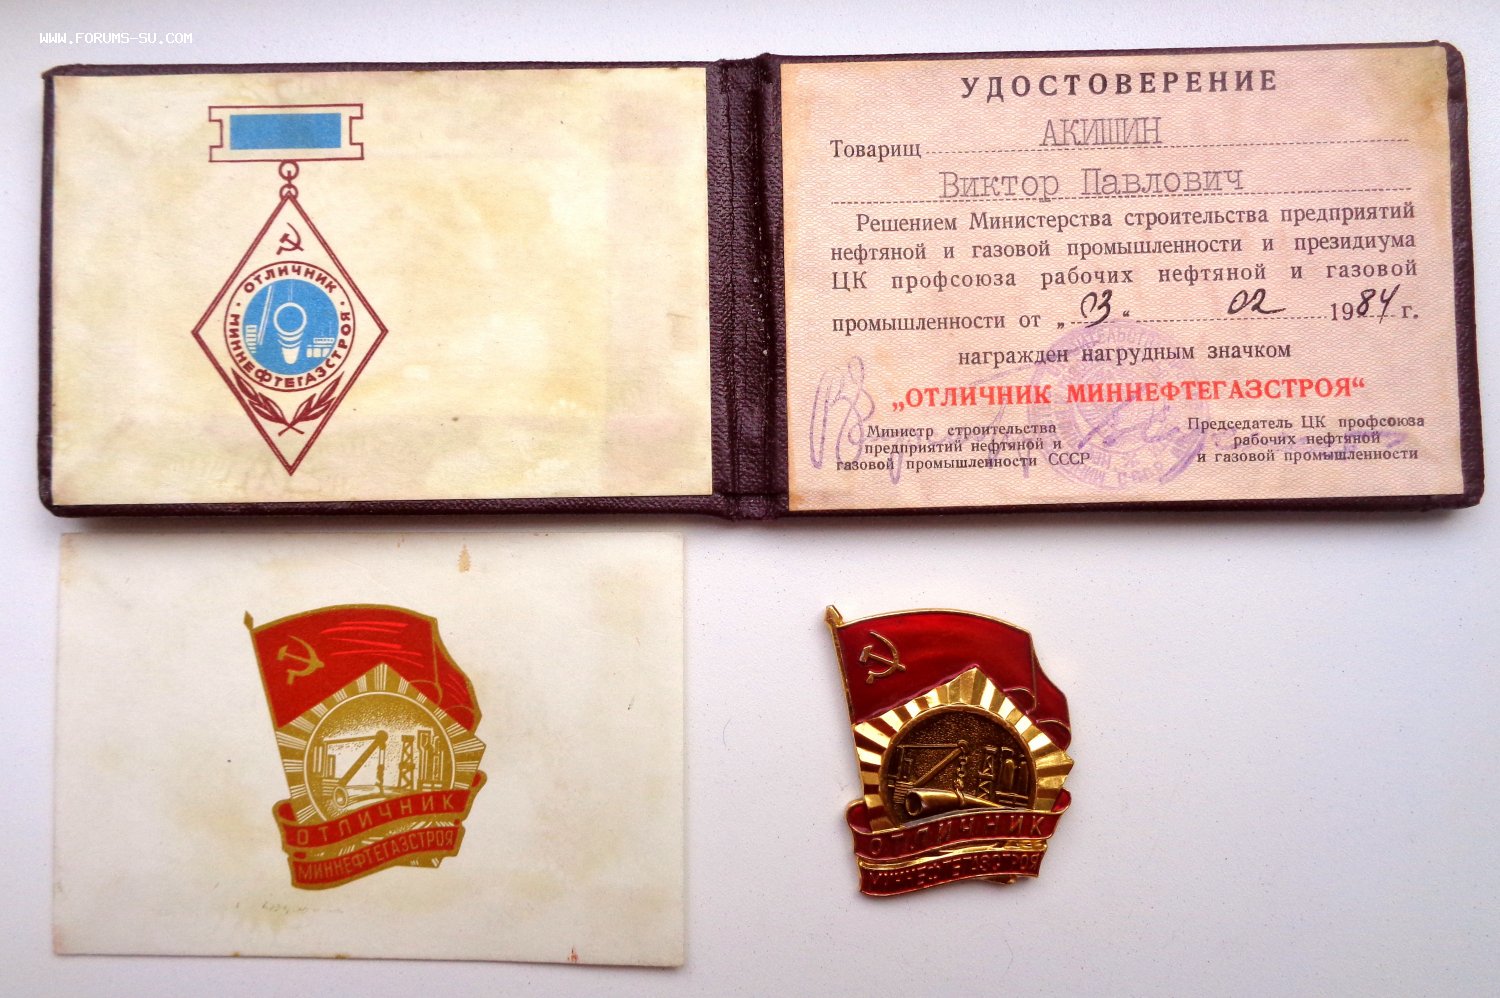 WWW.FORUMS-SU.COM
ОТЛИЧНИК
МИННЕФТЕГАЗСТРОЯ
УДОСТОВЕРЕНИЕ
Товарищ АКИШИН
Виктор Павлович
Решением Министерства строительства предприятий
нефтяной и газовой промышленности и президиума
ЦК профсоюза рабочих нефтяной и газовой
промышленности от „03“ 02 1984 г.
награжден нагрудным значком
„ОТЛИЧНИК МИННЕФТЕГАЗСТРОЯ“
Министр строительства
предприятий нефтяной и
газовой промышленности СССР
Председатель ЦК профсоюза
рабочих нефтяной
и газовой промышленности
ОТЛИЧНИК
МИННЕФТЕГАЗСТРОЯ
ОТЛИЧНИК
МИННЕФТЕГАЗСТРОЯ